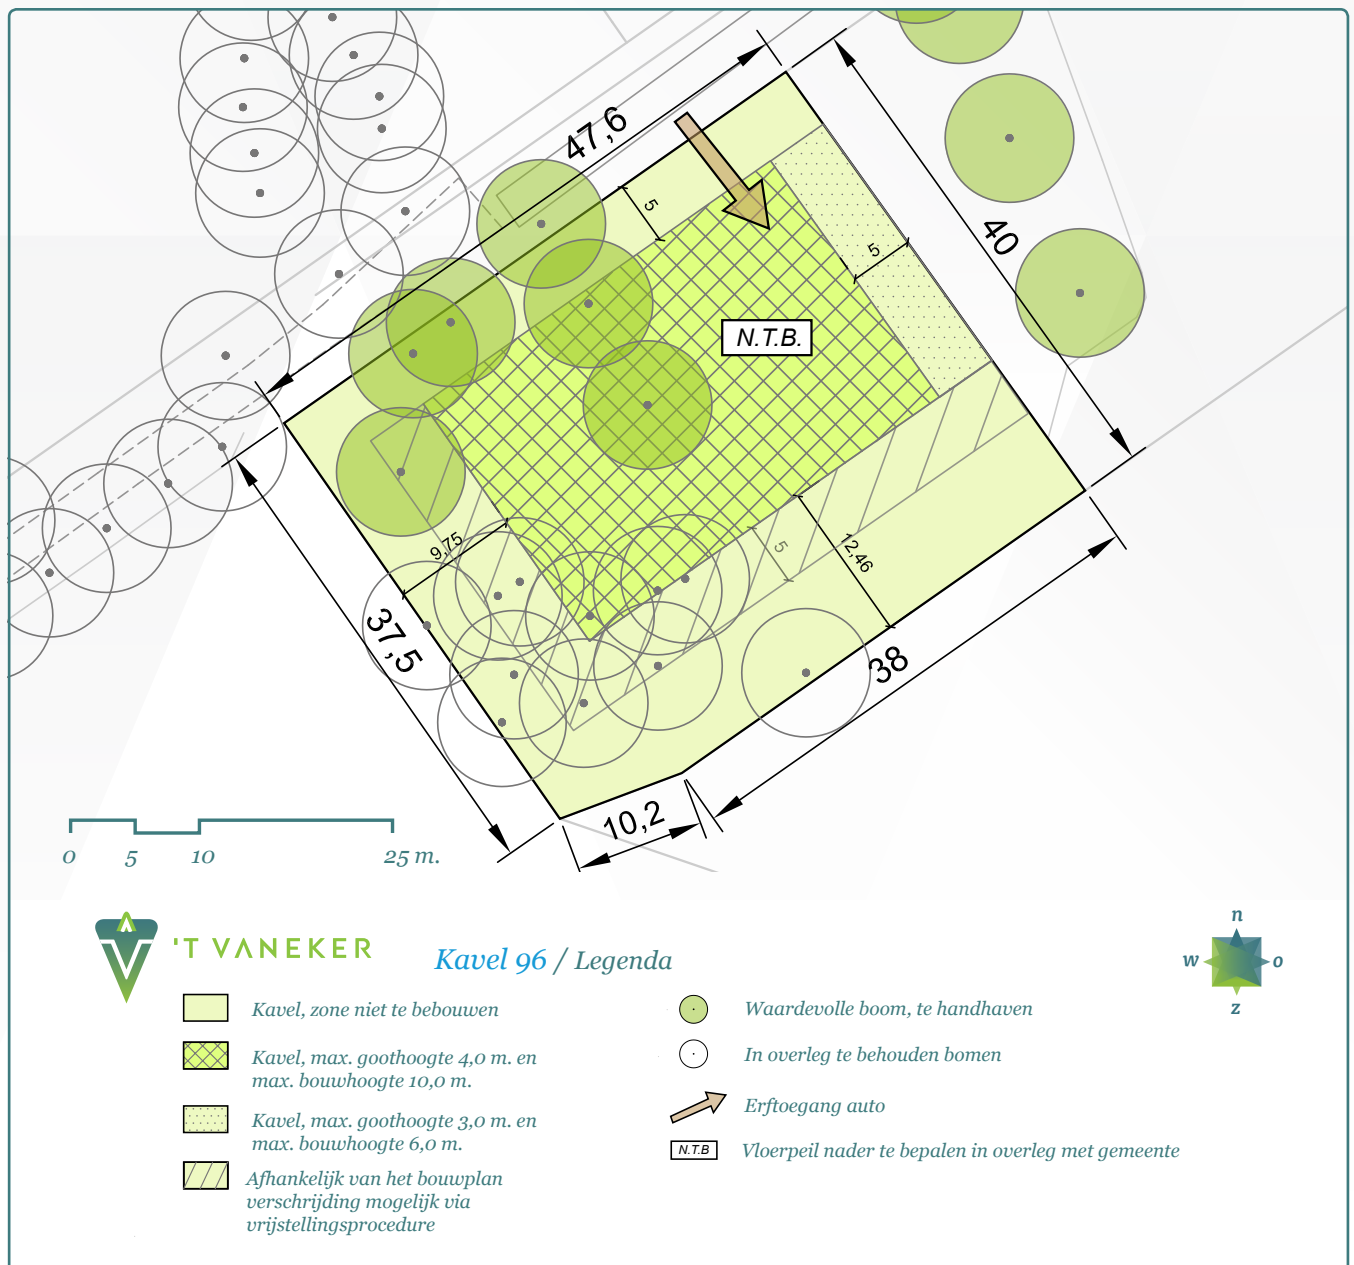 47,6
5
40
5
N.T.B.
9,75
5
12,46
37,5
38
10,2
0 5 10 25 m.
'T VANEKER
Kavel 96 / Legenda
n
w o
z
Kavel, zone niet te bebouwen
Kavel, max. goothoogte 4,0 m. en
max. bouwhoogte 10,0 m.
Kavel, max. goothoogte 3,0 m. en
max. bouwhoogte 6,0 m.
Afhankelijk van het bouwplan
verschrijding mogelijk via
vrijstellingsprocedure
Waardevolle boom, te handhaven
In overleg te behouden bomen
Erftoegang auto
N.T.B Vloerpeil nader te bepalen in overleg met gemeente